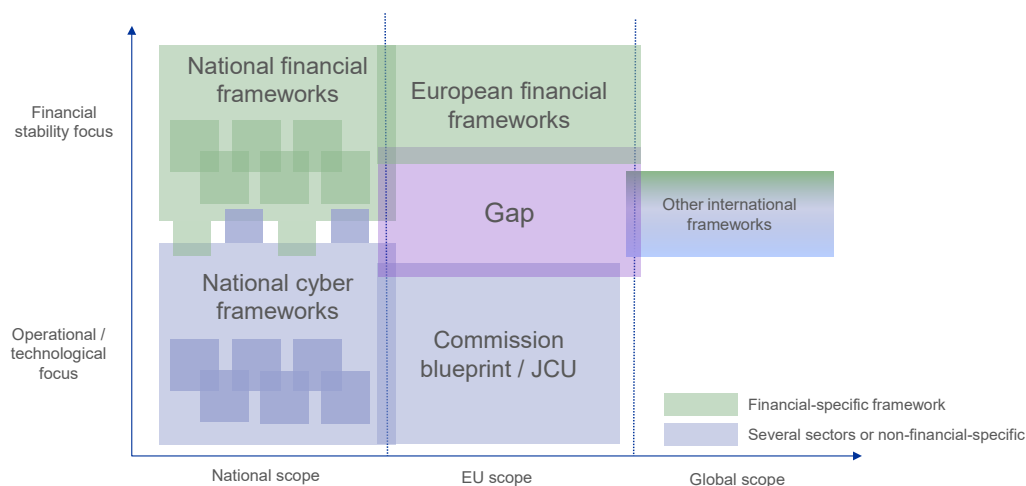 National financial
frameworks
European financial
frameworks
Financial
stability focus
Gap
Other international
frameworks
National cyber
frameworks
Operational /
technological
focus
Commission
blueprint / JCU
Financial-specific framework
Several sectors or non-financial-specific
National scope
EU scope
Global scope